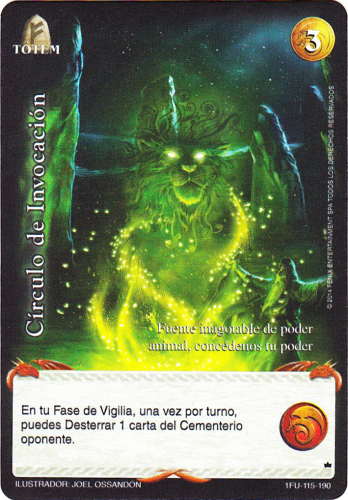 TOTEM
3
Círculo de Invocación
© 2014 FENIX ENTERTAINMENT SPA TODOS LOS DERECHOS RESERVADOS
Fuente inagotable de poder
animal, concédenos tu poder
En tu Fase de Vigilia, una vez por turno,
puedes Desterrar 1 carta del Cementerio
oponente.
ILUSTRADOR: JOEL OSSANDÓN
1FU-115-190